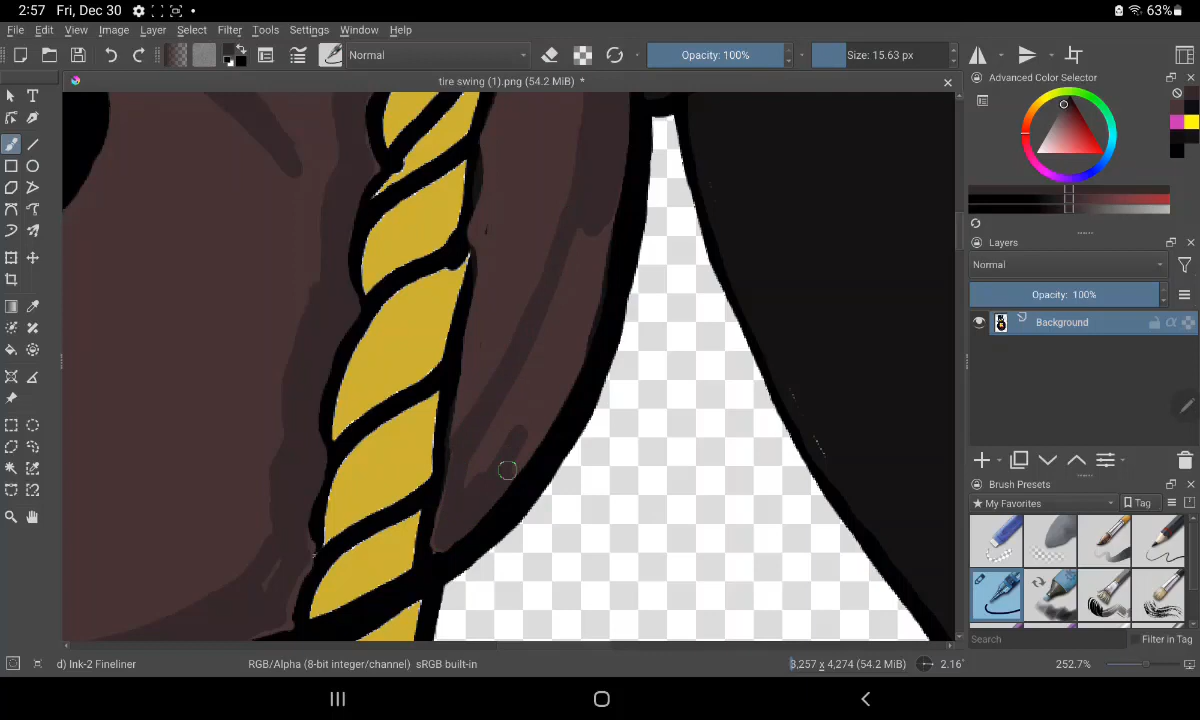 2:57 Fri, Dec 30
63%
File Edit View Image Layer Select Filter Tools Settings Window Help
Normal
Opacity: 100%
Size: 15.63 px
tire swing (1).png (54.2 MiB) *
Advanced Color Selector
Layers
Normal
Opacity: 100%
Background
Brush Presets
My Favorites
Tag
Search
Filter in Tag
d) Ink-2 Fineliner
RGB/Alpha (8-bit integer/channel) sRGB built-in
3,257 x 4,274 (54.2 MiB)
2.16°
252.7%